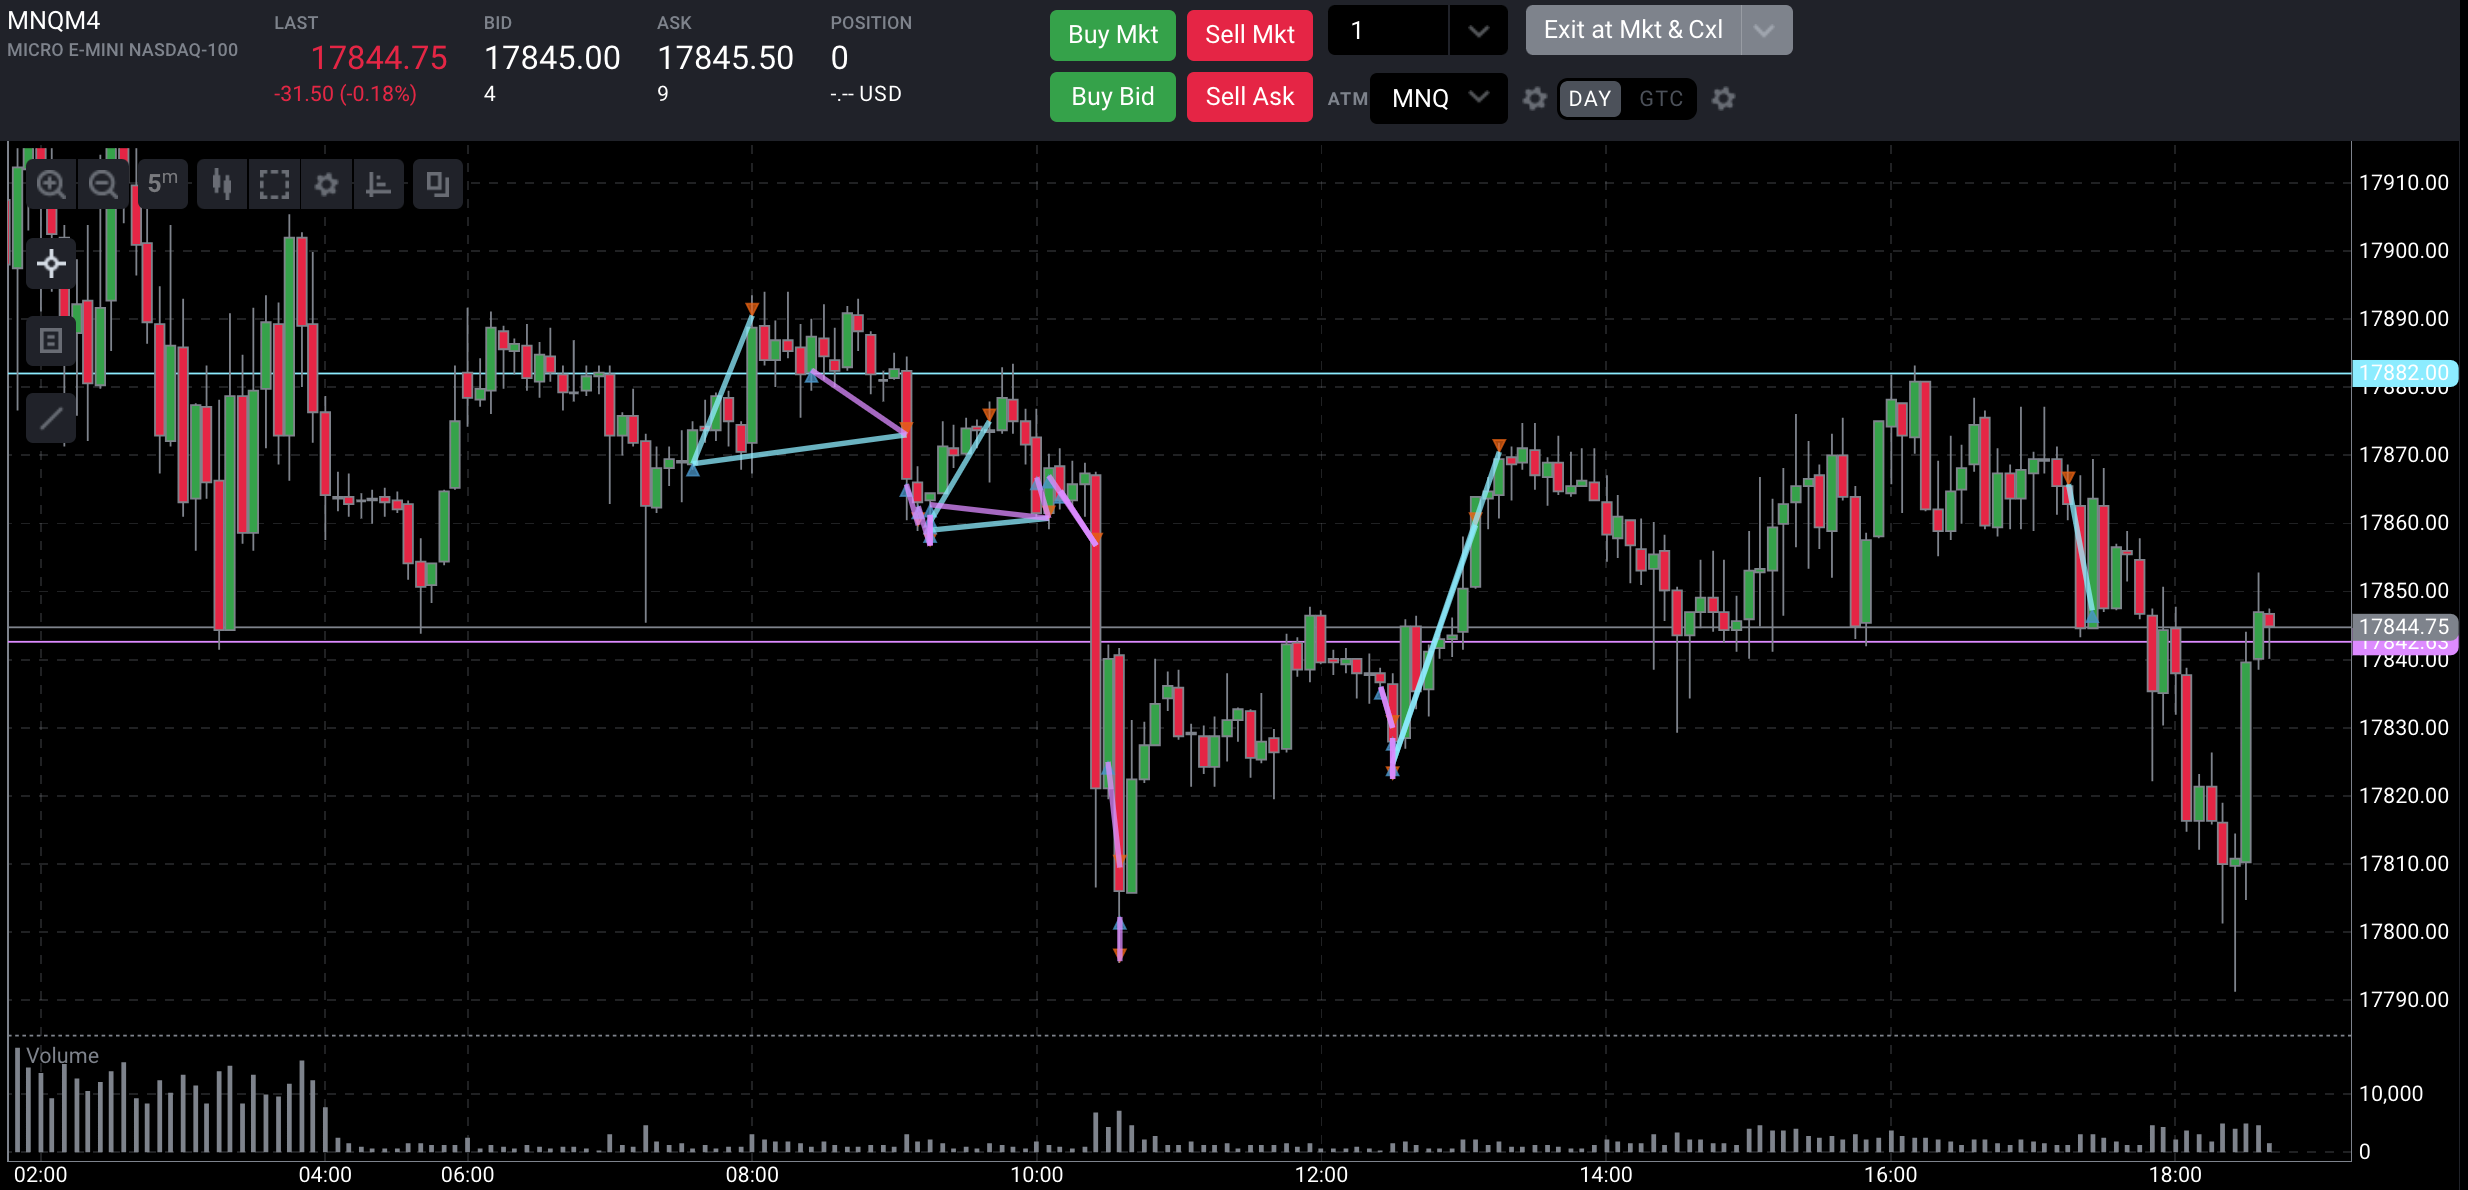 MNQM4
MICRO E-MINI NASDAQ-100
LAST
17844.75
-31.50 (-0.18%)
BID
17845.00
4
ASK
17845.50
9
POSITION
0
-.-- USD
Buy Mkt
Sell Mkt
1
Exit at Mkt & Cxl
Buy Bid
Sell Ask
ATM
MNQ
DAY
GTC
5m
17910.00
17900.00
17890.00
17882.00
17880.00
17870.00
17860.00
17850.00
17844.75
17842.63
17840.00
17830.00
17820.00
17810.00
17800.00
17790.00
Volume
10,000
0
02:00
04:00
06:00
08:00
10:00
12:00
14:00
16:00
18:00